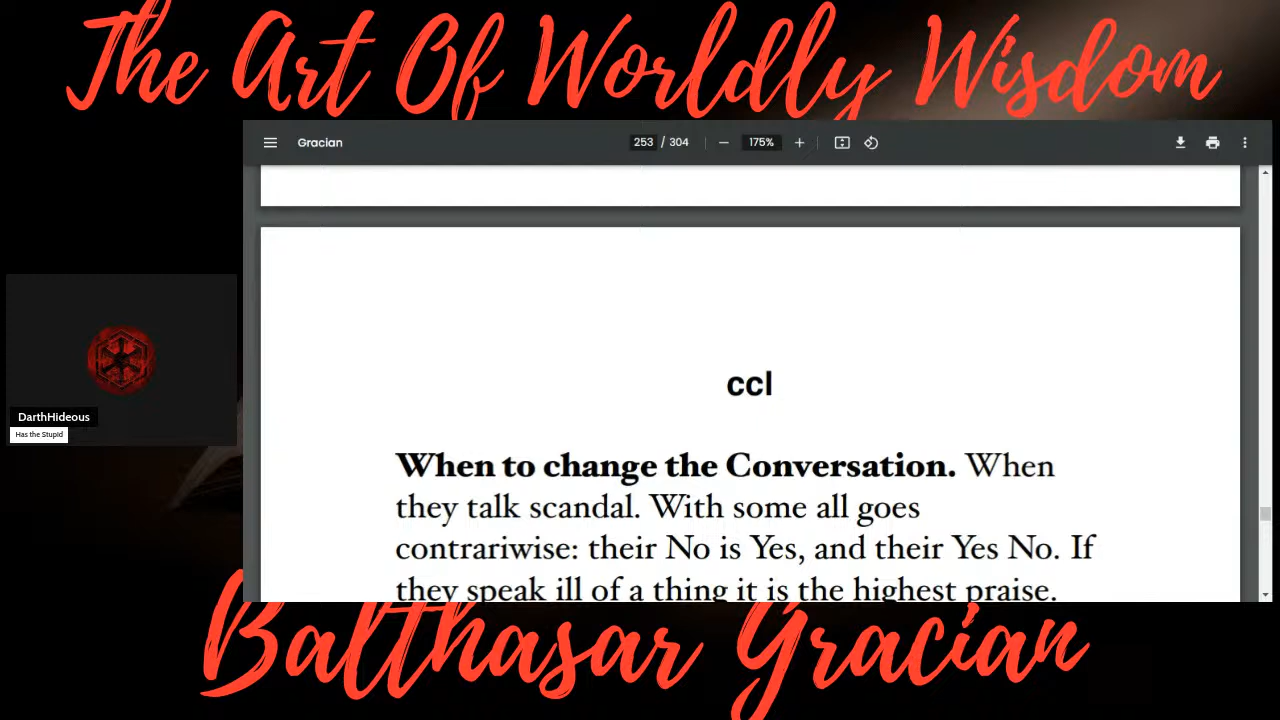 The Art Of Worldly Wisdom
Gracian
253 / 304
175%
ccl
When to change the Conversation. When
they talk scandal. With some all goes
contrariwise: their No is Yes, and their Yes No. If
they speak ill of a thing it is the highest praise.
DarthHideous
Has the Stupid
Balthasar Gracian